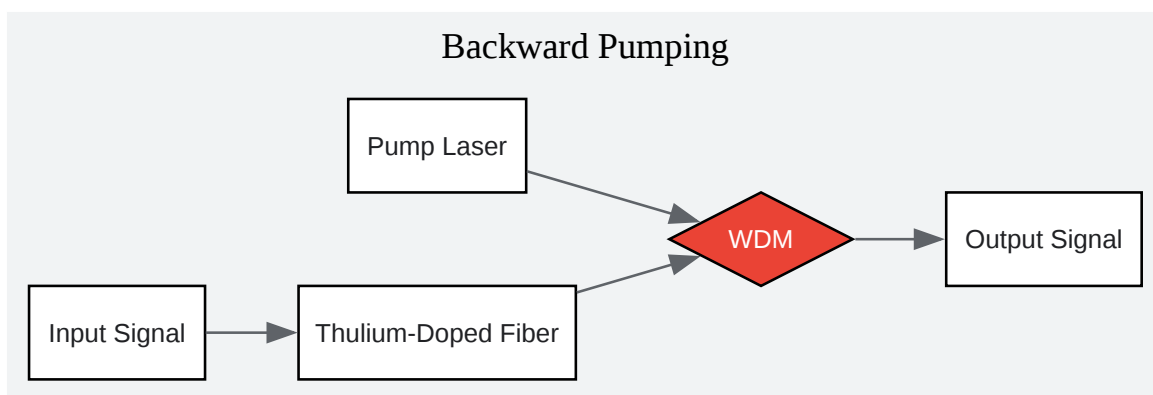 Backward Pumping
Pump Laser
WDM
Output Signal
Input Signal
Thulium-Doped Fiber